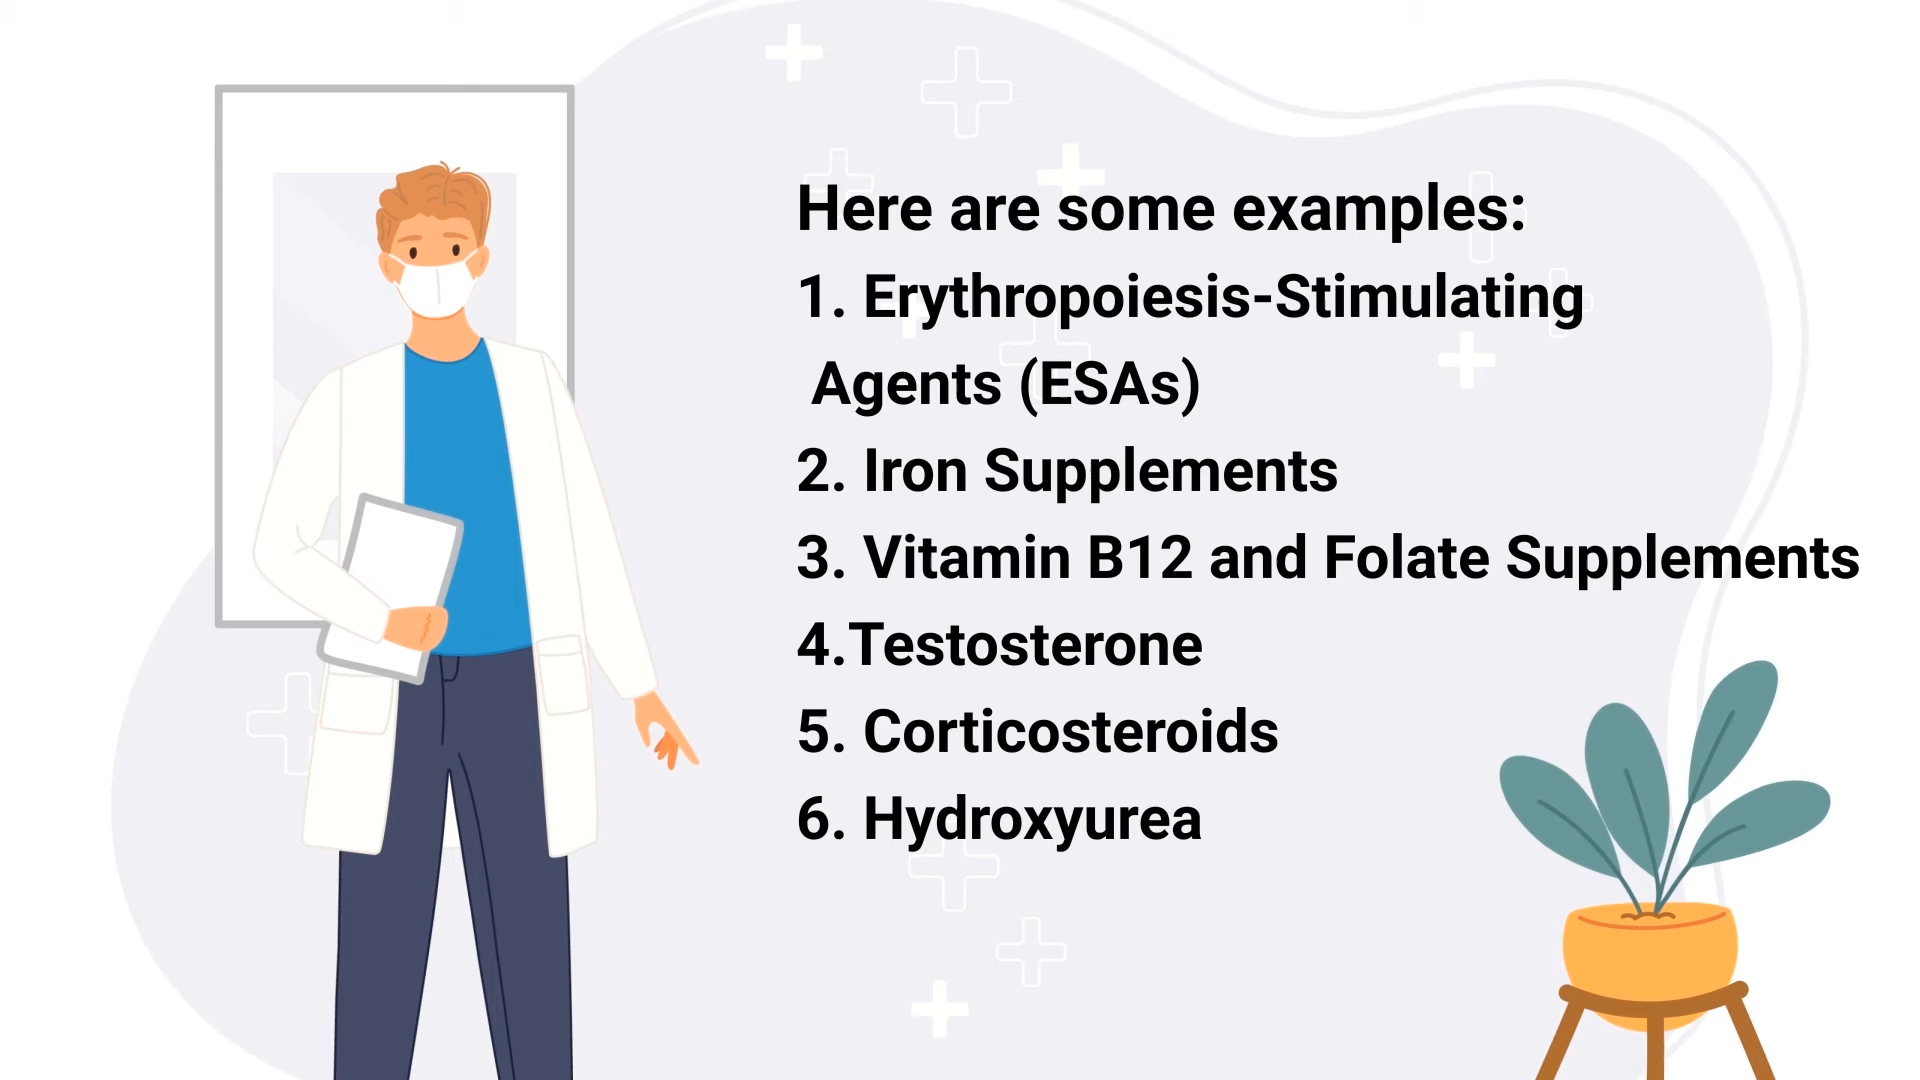 Here are some examples:
1. Erythropoiesis-Stimulating
Agents (ESAs)
2. Iron Supplements
3. Vitamin B12 and Folate Supplements
4.Testosterone
5. Corticosteroids
6. Hydroxyurea